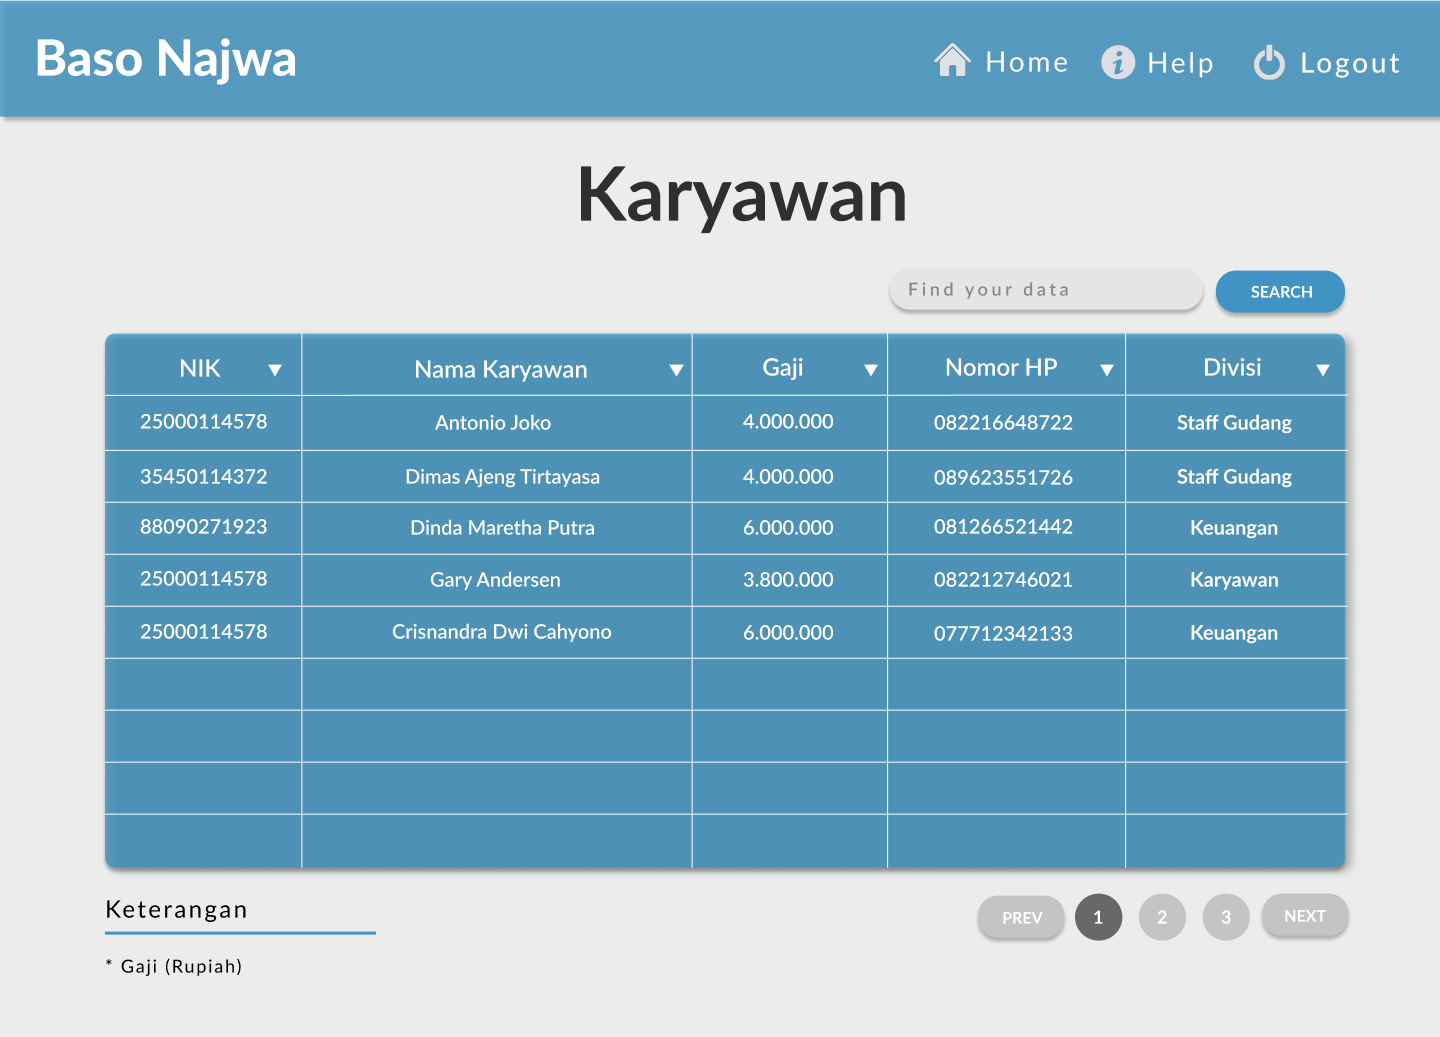 Baso Najwa
Home Help Logout
Karyawan
Find your data SEARCH
NIK Nama Karyawan Gaji Nomor HP Divisi
25000114578 Antonio Joko 4.000.000 082216648722 Staff Gudang
35450114372 Dimas Ajeng Tirtayasa 4.000.000 089623551726 Staff Gudang
88090271923 Dinda Maretha Putra 6.000.000 081266521442 Keuangan
25000114578 Gary Andersen 3.800.000 082212746021 Karyawan
25000114578 Crisnandra Dwi Cahyono 6.000.000 077712342133 Keuangan
Keterangan
PREV 1 2 3 NEXT
* Gaji (Rupiah)